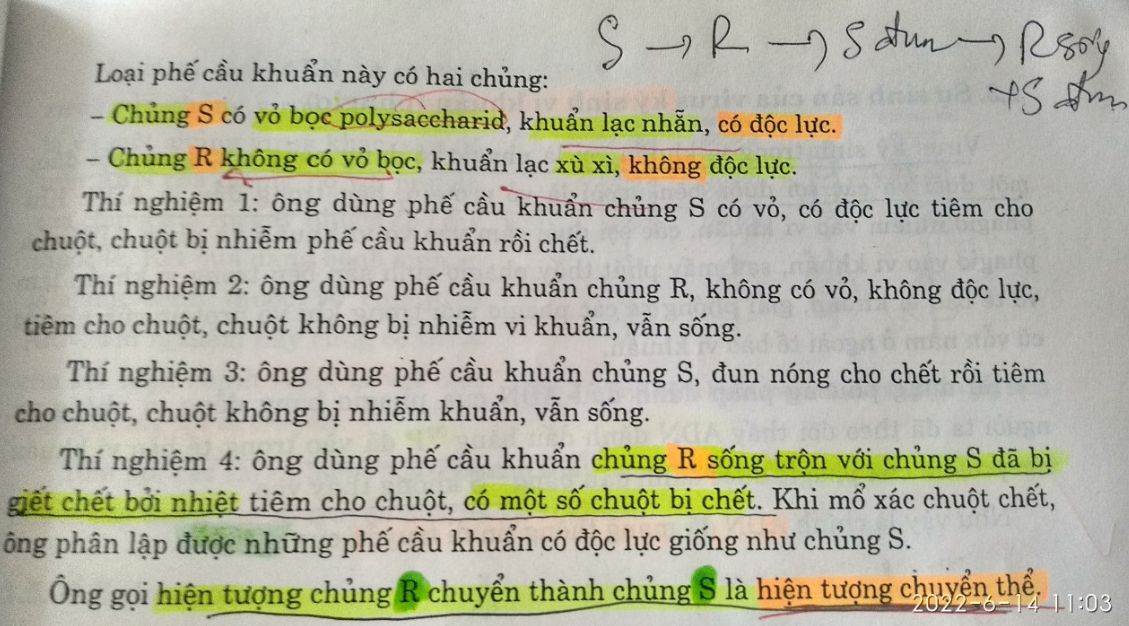 S → R → S đun → R sống
+ S đun
Loại phế cầu khuẩn này có hai chủng:
– Chủng S có vỏ bọc polysaccharid, khuẩn lạc nhẵn, có độc lực.
– Chủng R không có vỏ bọc, khuẩn lạc xù xì, không độc lực.
Thí nghiệm 1: ông dùng phế cầu khuẩn chủng S có vỏ, có độc lực tiêm cho
chuột, chuột bị nhiễm phế cầu khuẩn rồi chết.
Thí nghiệm 2: ông dùng phế cầu khuẩn chủng R, không có vỏ, không độc lực,
tiêm cho chuột, chuột không bị nhiễm vi khuẩn, vẫn sống.
Thí nghiệm 3: ông dùng phế cầu khuẩn chủng S, đun nóng cho chết rồi tiêm
cho chuột, chuột không bị nhiễm khuẩn, vẫn sống.
Thí nghiệm 4: ông dùng phế cầu khuẩn chủng R sống trộn với chủng S đã bị
giết chết bởi nhiệt tiêm cho chuột, có một số chuột bị chết. Khi mổ xác chuột chết,
ông phân lập được những phế cầu khuẩn có độc lực giống như chủng S.
Ông gọi hiện tượng chủng R chuyển thành chủng S là hiện tượng chuyển thể.
2022-6-14 11:03